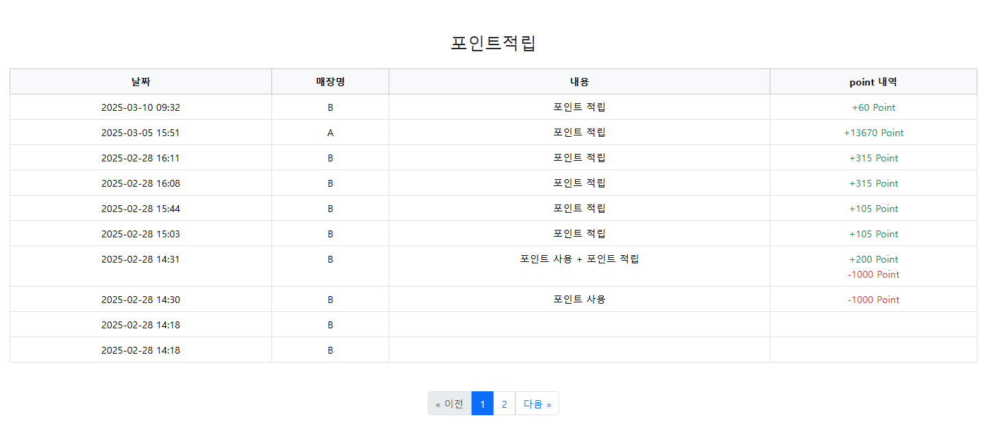 포인트적립
날짜 매장명 내용 point 내역
2025-03-10 09:32 B 포인트 적립 +60 Point
2025-03-05 15:51 A 포인트 적립 +13670 Point
2025-02-28 16:11 B 포인트 적립 +315 Point
2025-02-28 16:08 B 포인트 적립 +315 Point
2025-02-28 15:44 B 포인트 적립 +105 Point
2025-02-28 15:03 B 포인트 적립 +105 Point
2025-02-28 14:31 B 포인트 사용 + 포인트 적립 +200 Point
-1000 Point
2025-02-28 14:30 B 포인트 사용 -1000 Point
2025-02-28 14:18 B
2025-02-28 14:18 B
« 이전 1 2 다음 »